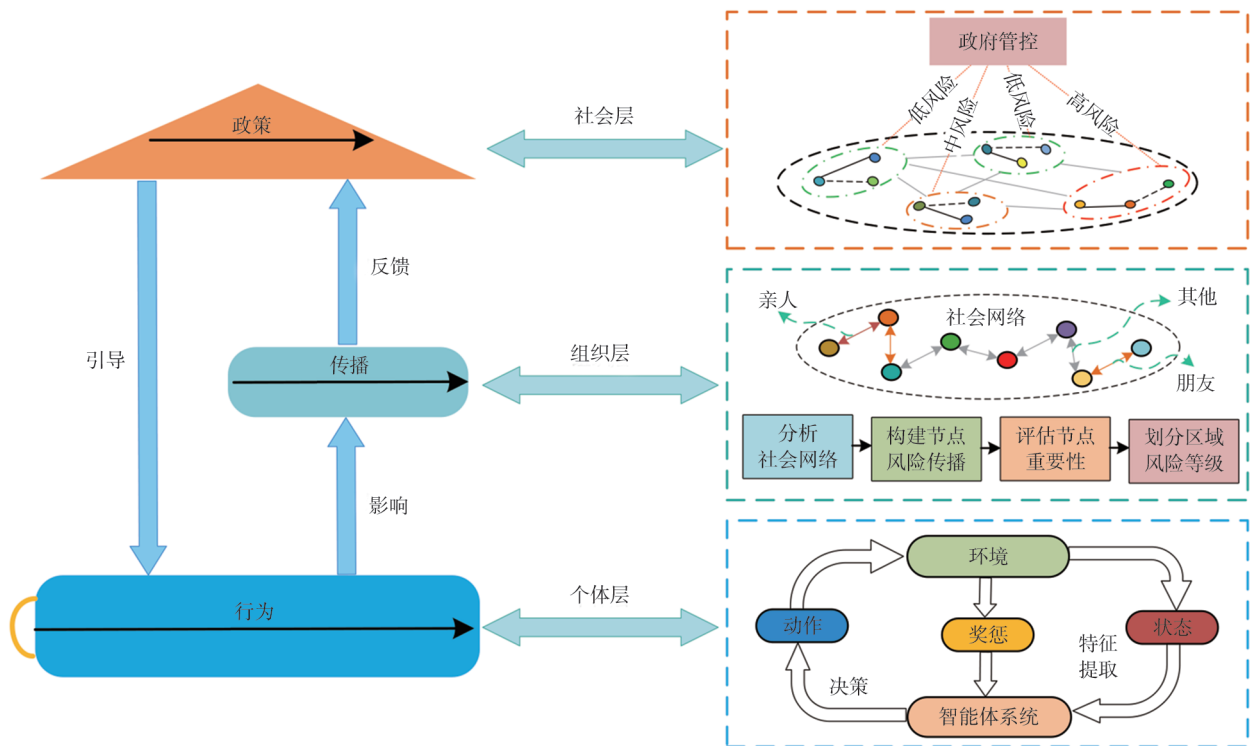 政策
引导
反馈
传播
影响
行为
社会层
组织层
个体层
政府管控
低风险
中风险
低风险
高风险
亲人
社会网络
其他
朋友
分析
社会网络
构建节点
风险传播
评估节点
重要性
划分区域
风险等级
环境
动作
奖惩
状态
特征
提取
决策
智能体系统